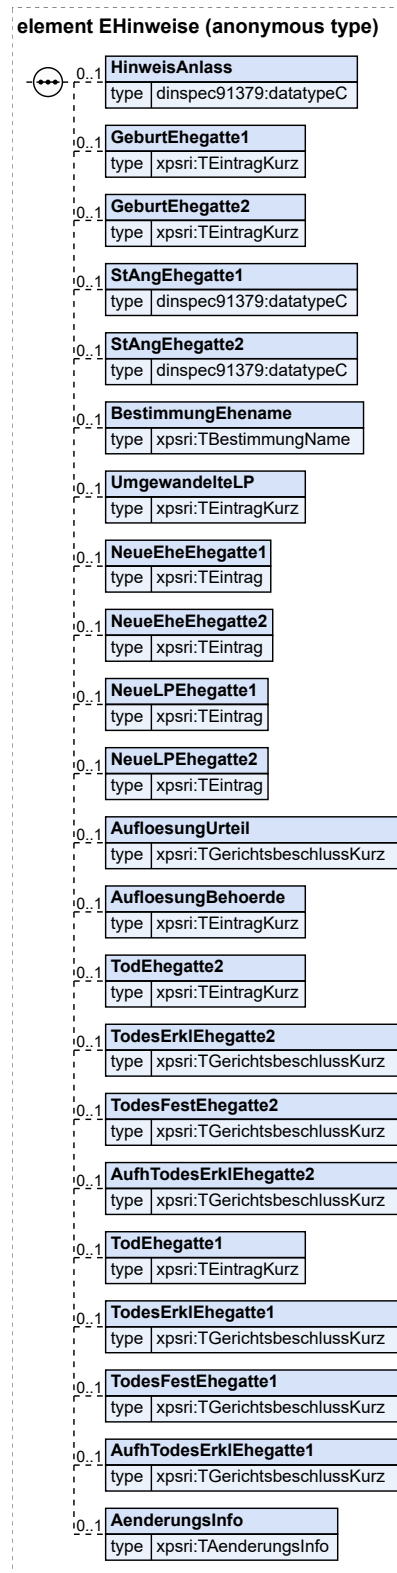 element EHinweise (anonymous type)
0..1 HinweisAnlass
type dinspec91379:datatypeC
0..1 GeburtEhegatte1
type xpsri:TEintragKurz
0..1 GeburtEhegatte2
type xpsri:TEintragKurz
0..1 StAngEhegatte1
type dinspec91379:datatypeC
0..1 StAngEhegatte2
type dinspec91379:datatypeC
0..1 BestimmungEhename
type xpsri:TBestimmungName
0..1 UmgewandelteLP
type xpsri:TEintragKurz
0..1 NeueEheEhegatte1
type xpsri:TEintrag
0..1 NeueEheEhegatte2
type xpsri:TEintrag
0..1 NeueLPEhegatte1
type xpsri:TEintrag
0..1 NeueLPEhegatte2
type xpsri:TEintrag
0..1 AufloesungUrteil
type xpsri:TGerichtsbeschlussKurz
0..1 AufloesungBehoerde
type xpsri:TEintragKurz
0..1 TodEhegatte2
type xpsri:TEintragKurz
0..1 TodesErklEhegatte2
type xpsri:TGerichtsbeschlussKurz
0..1 TodesFestEhegatte2
type xpsri:TGerichtsbeschlussKurz
0..1 AufhTodesErklEhegatte2
type xpsri:TGerichtsbeschlussKurz
0..1 TodEhegatte1
type xpsri:TEintragKurz
0..1 TodesErklEhegatte1
type xpsri:TGerichtsbeschlussKurz
0..1 TodesFestEhegatte1
type xpsri:TGerichtsbeschlussKurz
0..1 AufhTodesErklEhegatte1
type xpsri:TGerichtsbeschlussKurz
0..1 AenderungsInfo
type xpsri:TAenderungsInfo